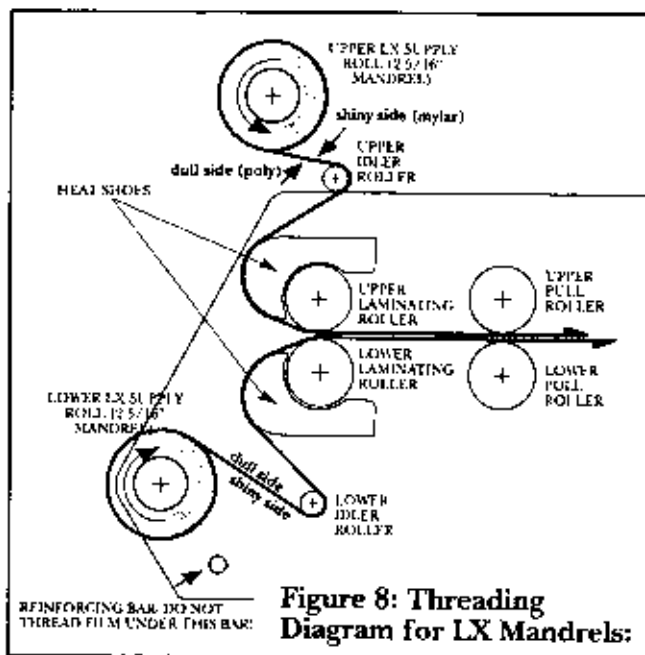 UPPER LX SUPPLY
ROLL (2 5/16"
MANDREL)
shiny side (mylar)
UPPER
IDLER
ROLLER
dull side (poly)
HEAT SHOES
UPPER
LAMINATING
ROLLER
UPPER
PULL
ROLLER
LOWER
LAMINATING
ROLLER
LOWER
PULL
ROLLER
LOWER LX SUPPLY
ROLL (2 5/16"
MANDREL)
dull side
shiny side
LOWER
IDLER
ROLLER
REINFORCING BAR: DO NOT
THREAD FILM UNDER THIS BAR!
Figure 8: Threading
Diagram for LX Mandrels: